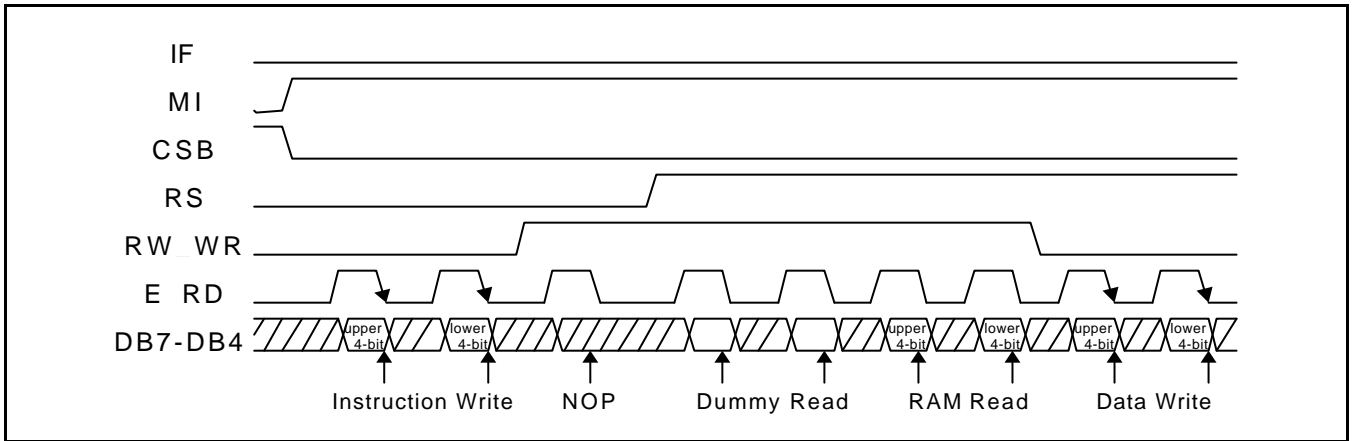 IF
MI
CSB
RS
RW_WR
E RD
DB7-DB4
upper 4-bit
lower 4-bit
upper 4-bit
lower 4-bit
upper 4-bit
lower 4-bit
Instruction Write NOP Dummy Read RAM Read Data Write